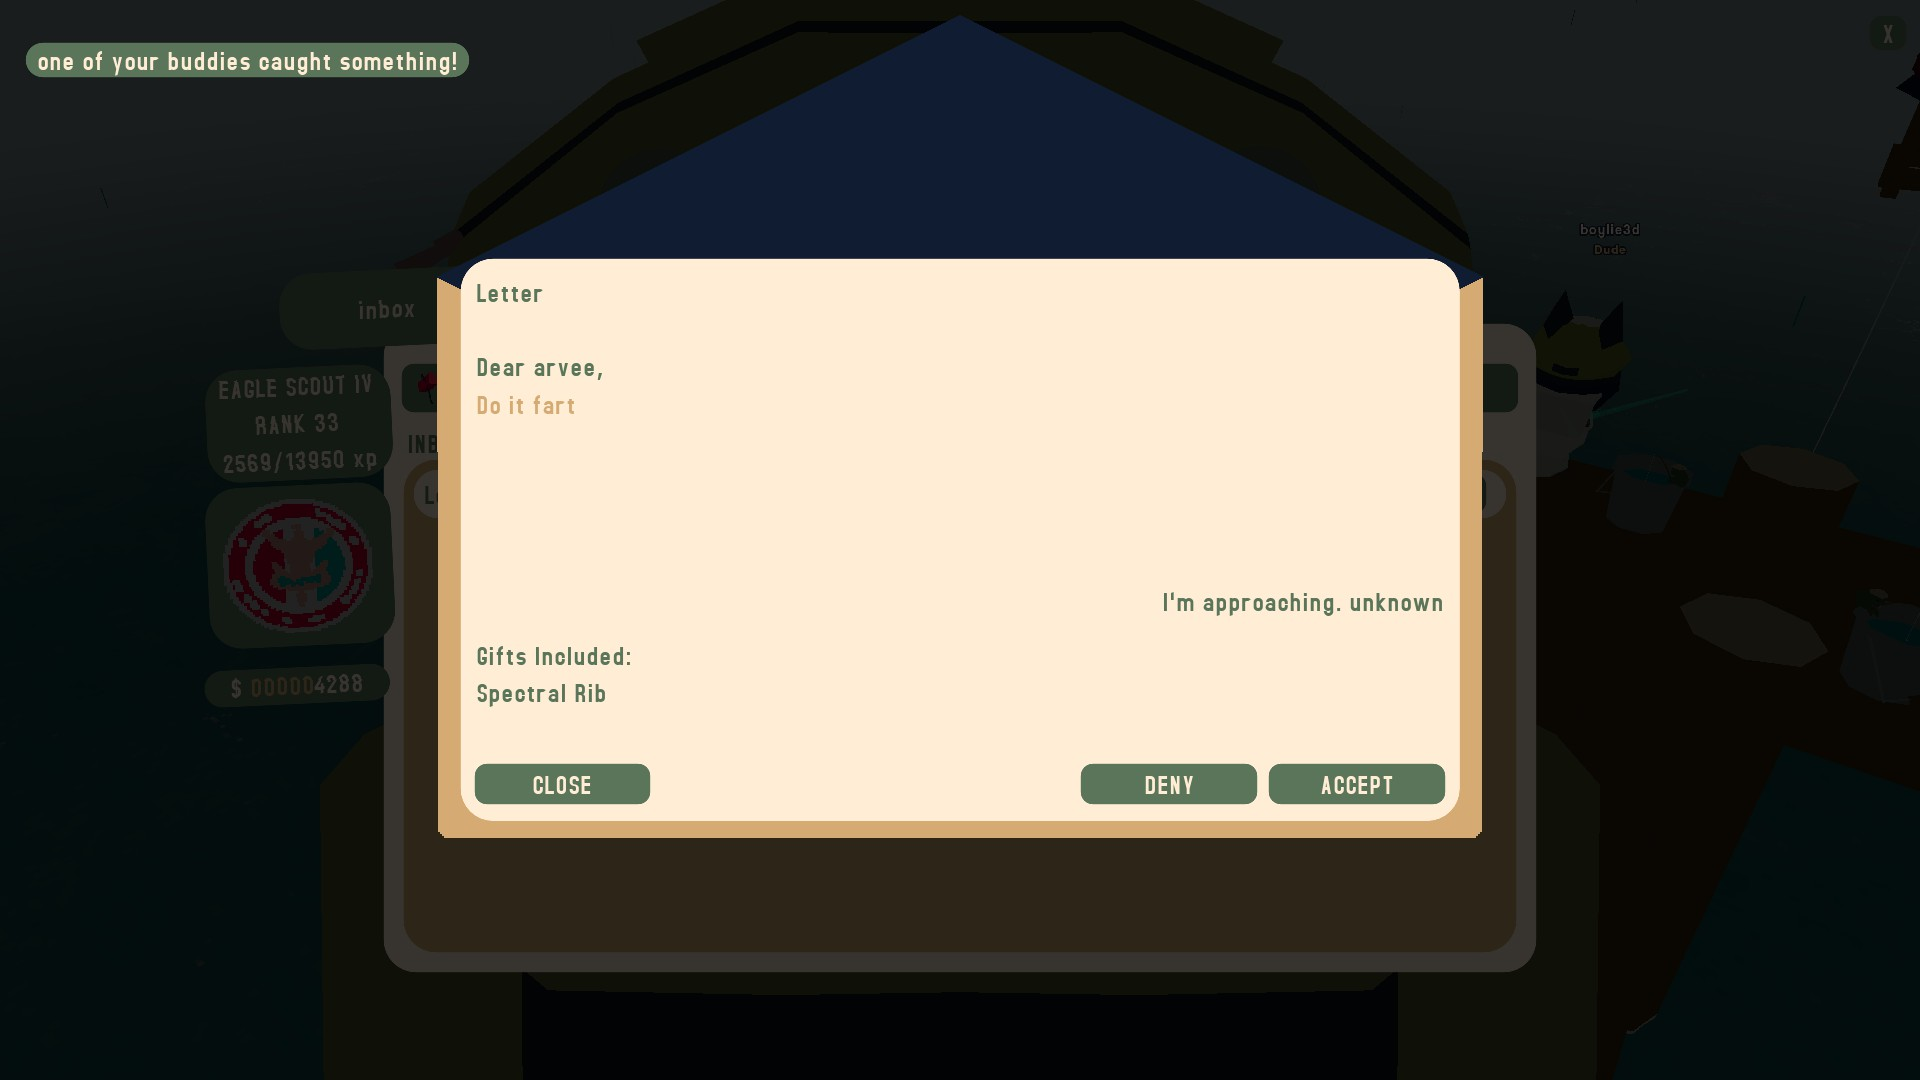 one of your buddies caught something!
X
boylie3d
Dude
inbox
EAGLE SCOUT IV
RANK 33
2569/13950 xp
$ 000004288
INB
Letter
Dear arvee,
Do it fart
I'm approaching. unknown
Gifts Included:
Spectral Rib
CLOSE
DENY
ACCEPT